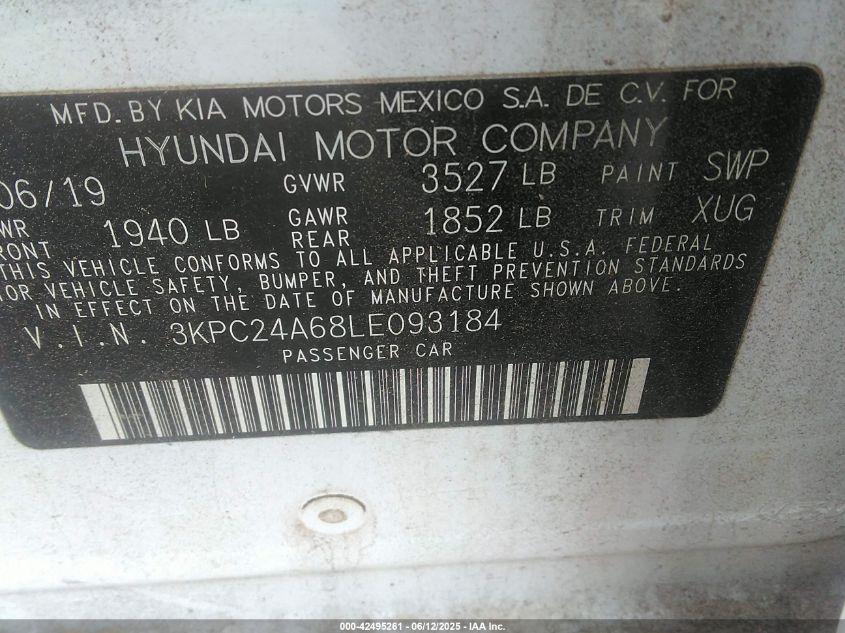 MFD. BY KIA MOTORS MEXICO S.A. DE C.V. FOR
HYUNDAI MOTOR COMPANY
06/19 GVWR 3527 LB PAINT SWP
WR FRONT 1940 LB GAWR REAR 1852 LB TRIM XUG
THIS VEHICLE CONFORMS TO ALL APPLICABLE U.S.A. FEDERAL
OR VEHICLE SAFETY, BUMPER, AND THEFT PREVENTION STANDARDS
IN EFFECT ON THE DATE OF MANUFACTURE SHOWN ABOVE.
V.I.N. 3KPC24A68LE093184
PASSENGER CAR
000-42495261 - 06/12/2025 - IAA Inc.